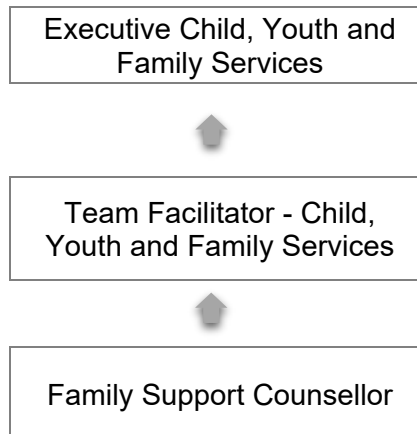 Executive Child, Youth and
Family Services
Team Facilitator - Child,
Youth and Family Services
Family Support Counsellor